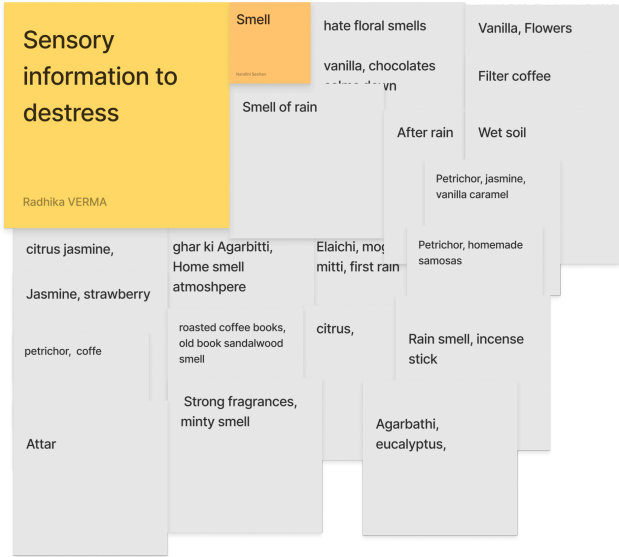 Sensory
information to
destress
Radhika VERMA
Smell
hate floral smells
vanilla, chocolates
Vanilla, Flowers
Filter coffee
Wet soil
Smell of rain
After rain
Petrichor, jasmine,
vanilla caramel
citrus jasmine,
Jasmine, strawberry
ghar ki Agarbitti,
Home smell
atmoshpere
Elaichi,
mitti, first rain
Petrichor, homemade
samosas
petrichor, coffe
roasted coffee books,
old book sandalwood
smell
citrus,
Rain smell, incense
stick
Strong fragrances,
minty smell
Attar
Agarbathi,
eucalyptus,